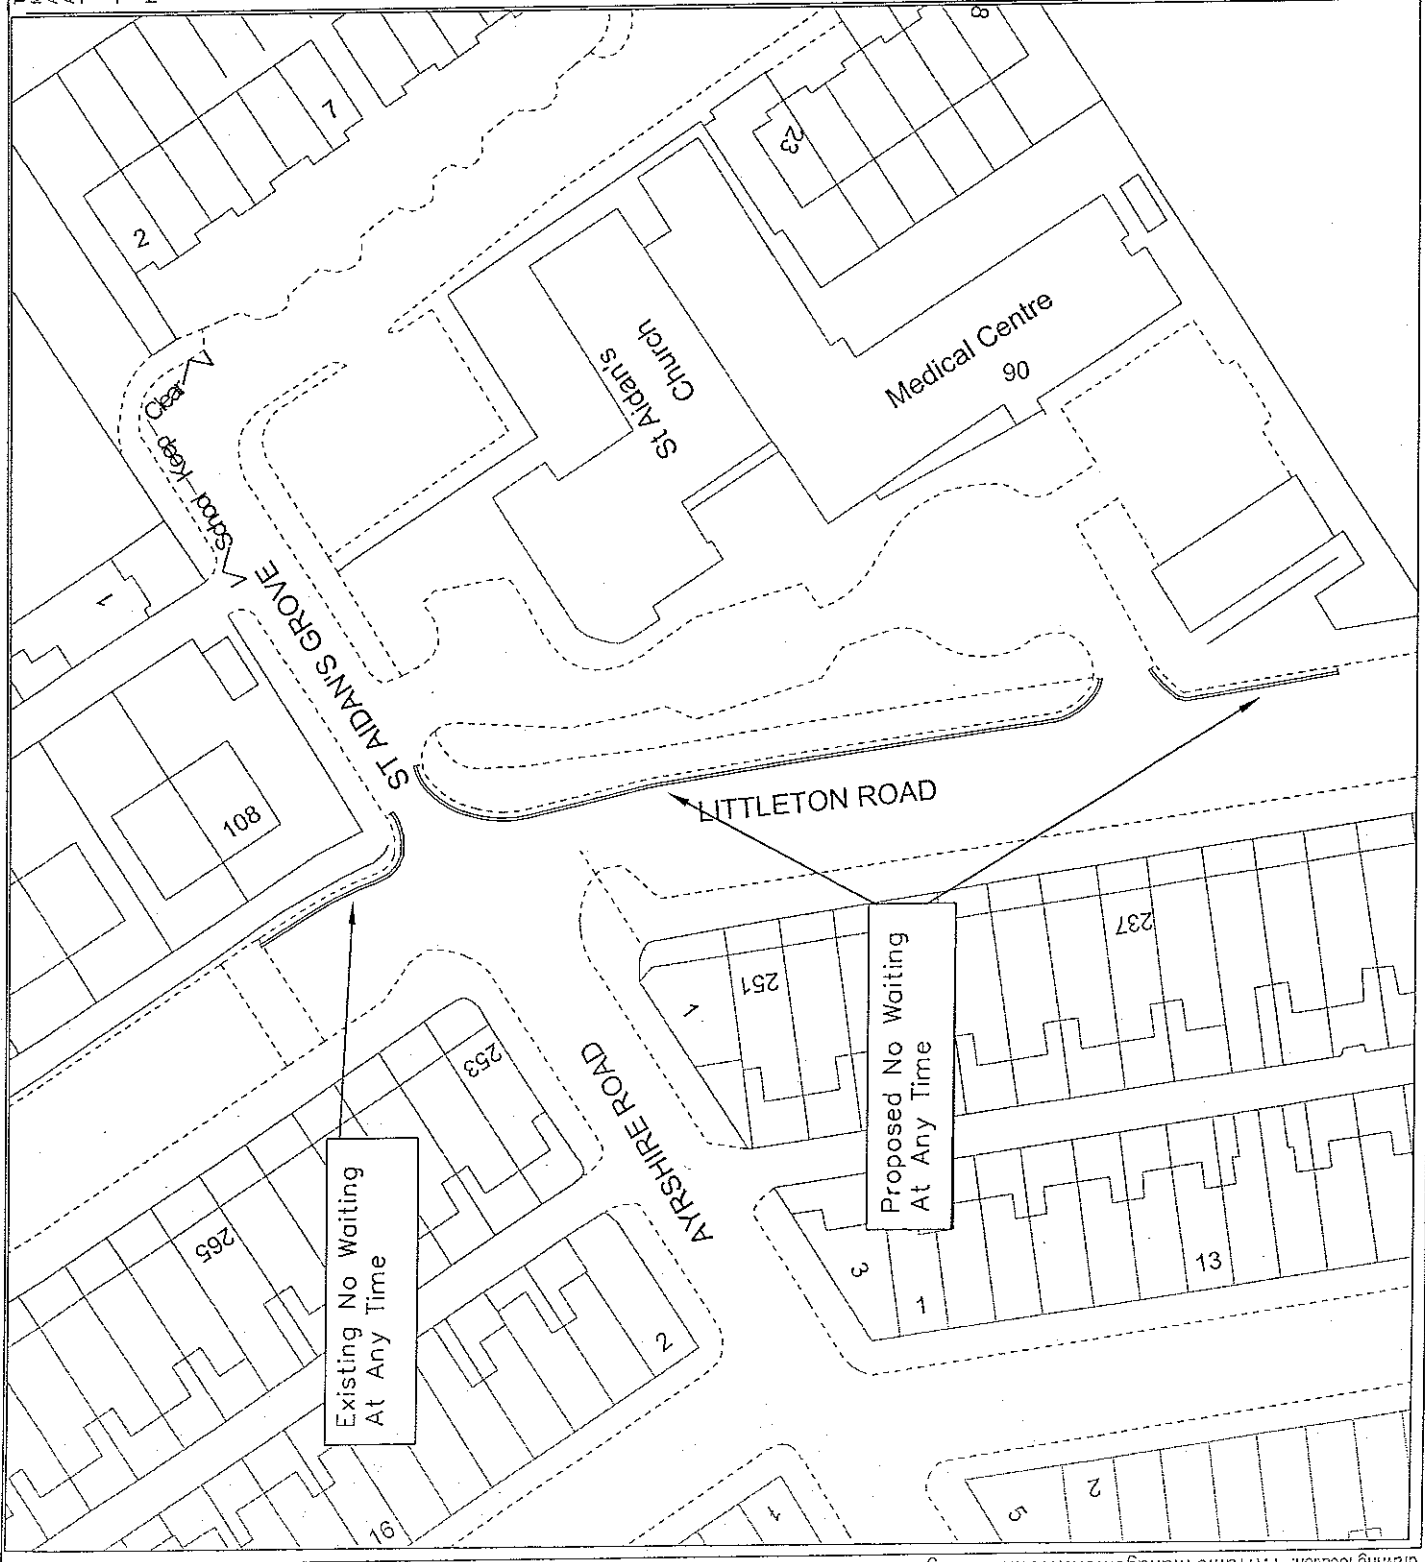 2
7
8
23
Medical Centre
90
St Aidan's
Church
School Keep Clear
1
ST AIDAN'S GROVE
108
LITTLETON ROAD
237
251
1
253
265
AYRSHIRE ROAD
Existing No Waiting
At Any Time
Proposed No Waiting
At Any Time
3
1
13
2
16
5
2